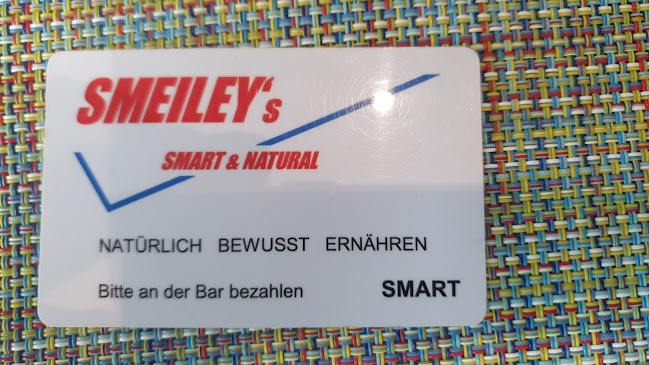 SMEILEY‘s
SMART & NATURAL
NATÜRLICH BEWUSST ERNÄHREN
Bitte an der Bar bezahlen SMART